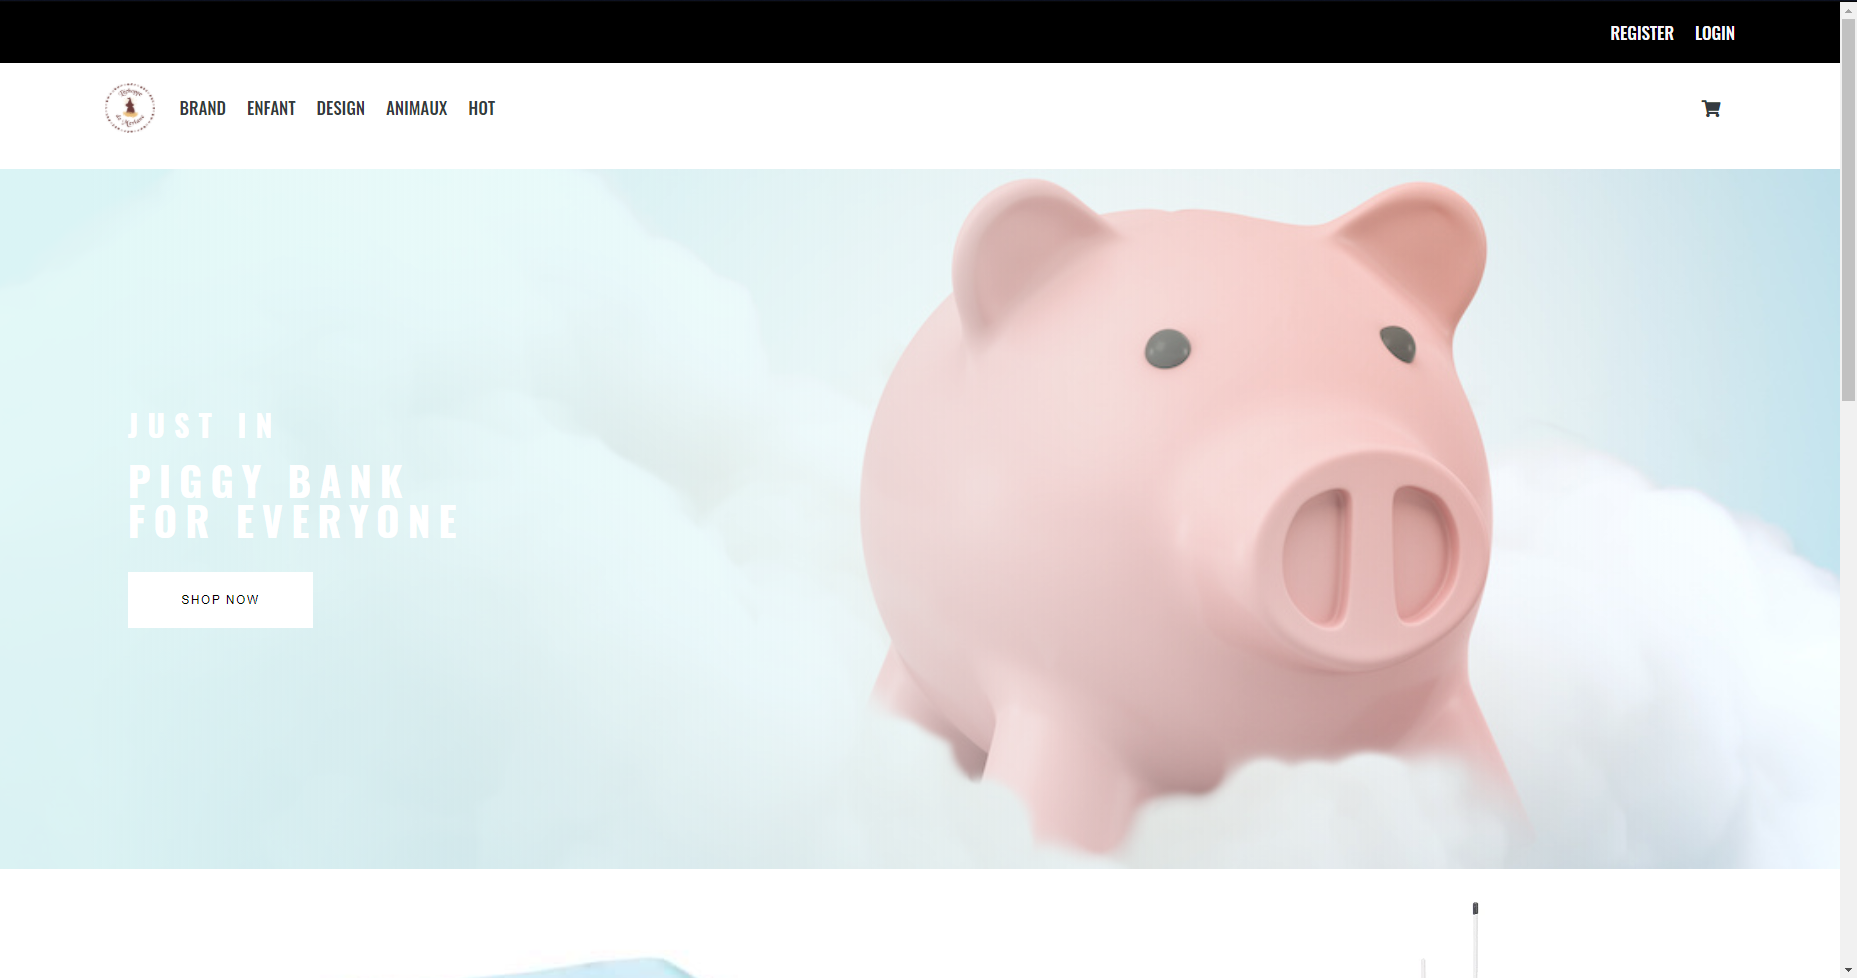 REGISTER LOGIN
BRAND ENFANT DESIGN ANIMAUX HOT
JUST IN
PIGGY BANK
FOR EVERYONE
SHOP NOW